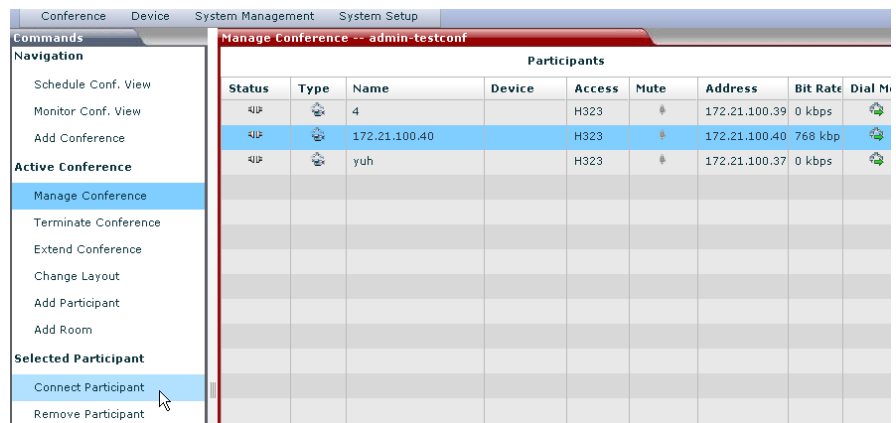 Conference Device System Management System Setup
Commands
Manage Conference -- admin-testconf
Navigation
Schedule Conf. View
Monitor Conf. View
Add Conference
Active Conference
Manage Conference
Terminate Conference
Extend Conference
Change Layout
Add Participant
Add Room
Selected Participant
Connect Participant
Remove Participant
Participants
Status Type Name Device Access Mute Address Bit Rate Dial M
4 H323 172.21.100.39 0 kbps
172.21.100.40 H323 172.21.100.40 768 kbp
yuh H323 172.21.100.37 0 kbps